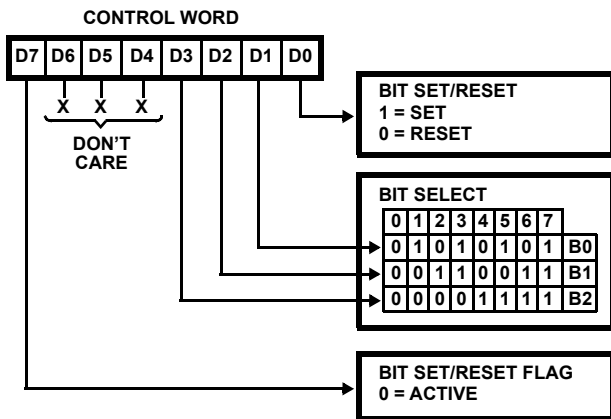 CONTROL WORD
D7 D6 D5 D4 D3 D2 D1 D0
X X X
DON'T
CARE
BIT SET/RESET
1 = SET
0 = RESET
BIT SELECT
0 1 2 3 4 5 6 7
0 1 0 1 0 1 0 1 B0
0 0 1 1 0 0 1 1 B1
0 0 0 0 1 1 1 1 B2
BIT SET/RESET FLAG
0 = ACTIVE